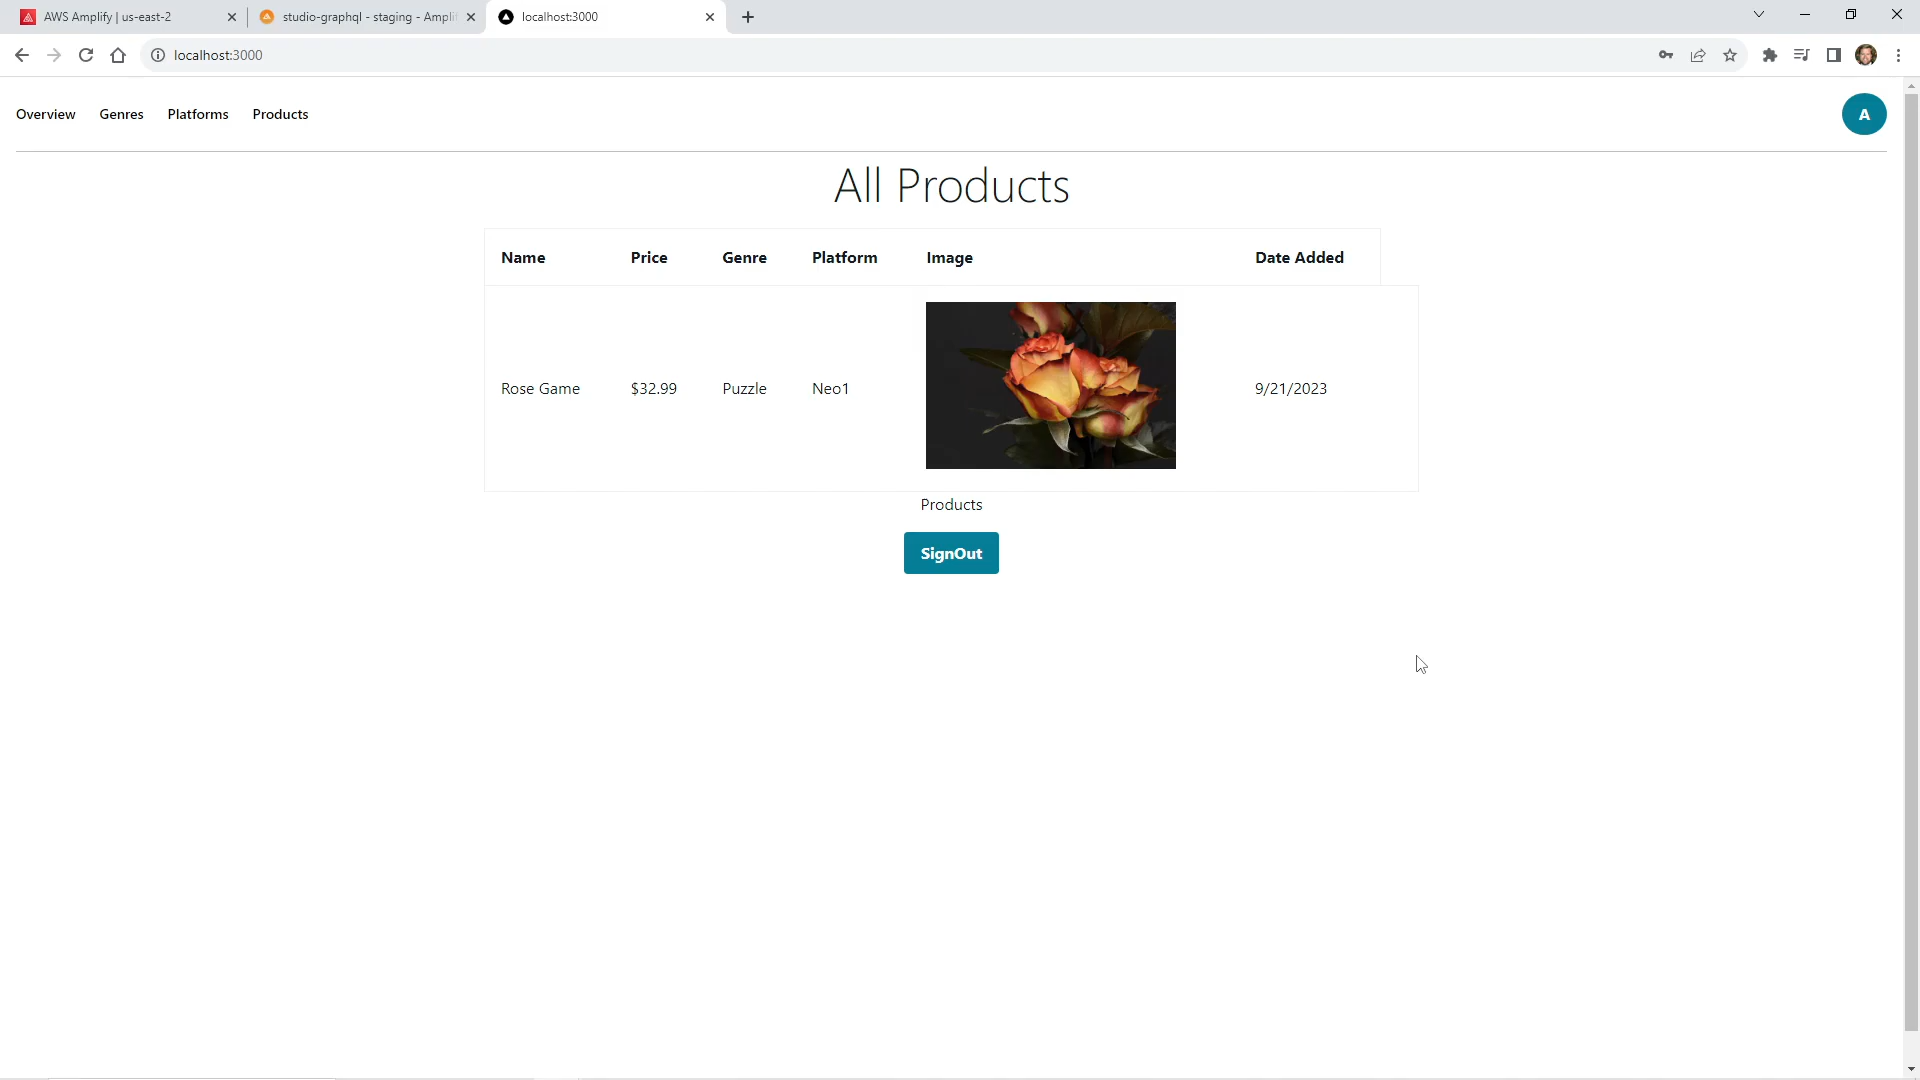 AWS Amplify | us-east-2
studio-graphql - staging - Ampli
localhost:3000
localhost:3000
Overview Genres Platforms Products
A
All Products
Name Price Genre Platform Image Date Added
Rose Game $32.99 Puzzle Neo1 9/21/2023
Products
SignOut